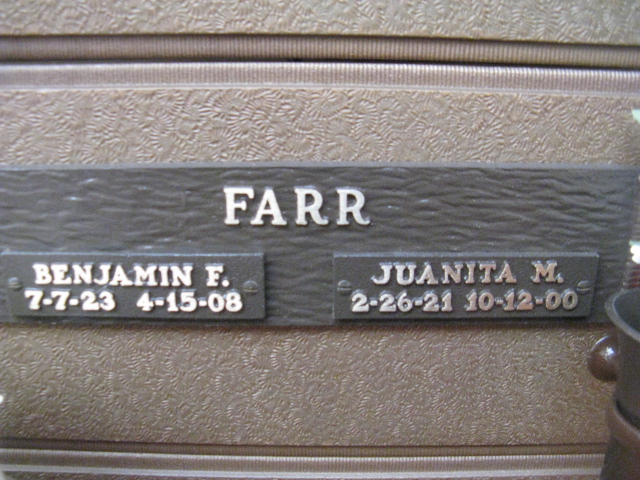 FARR
BENJAMIN F.
7-7-23 4-15-08
JUANITA M.
2-26-21 10-12-00